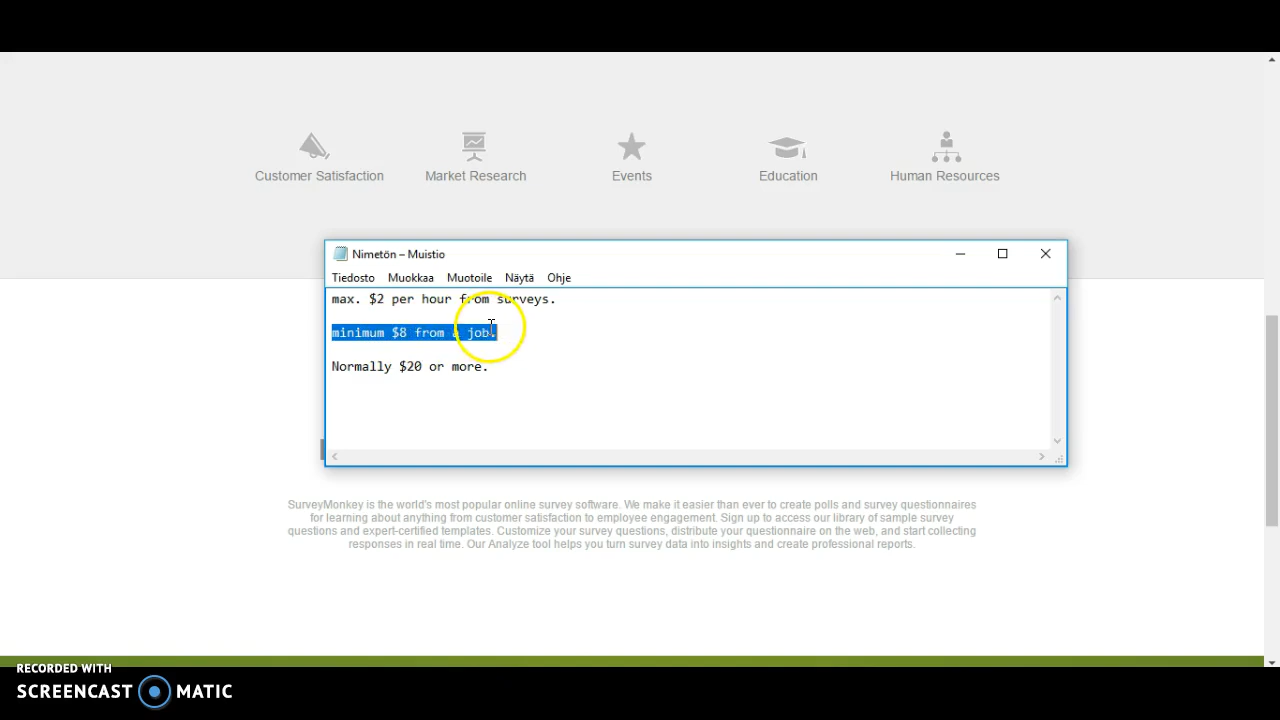 Customer Satisfaction
Market Research
Events
Education
Human Resources
Nimetön – Muistio
Tiedosto Muokkaa Muotoile Näytä Ohje
max. $2 per hour from surveys.
minimum $8 from a job.
Normally $20 or more.
SurveyMonkey is the world's most popular online survey software. We make it easier than ever to create polls and survey questionnaires
for learning about anything from customer satisfaction to employee engagement. Sign up to access our library of sample survey
questions and expert-certified templates. Customize your survey questions, distribute your questionnaire on the web, and start collecting
responses in real time. Our Analyze tool helps you turn survey data into insights and create professional reports.
RECORDED WITH
SCREENCAST MATIC